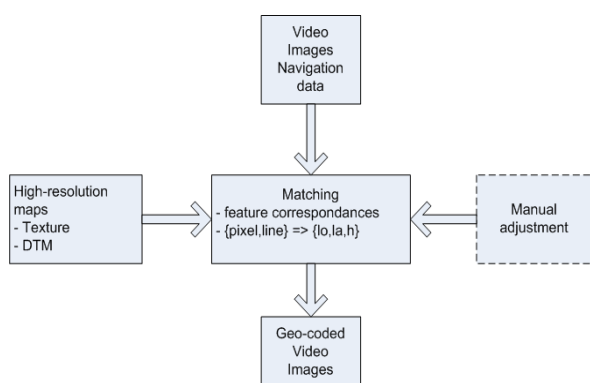 Video
Images
Navigation
data
High-resolution
maps
- Texture
- DTM
Matching
- feature correspondances
- {pixel,line} => {lo,la,h}
Manual
adjustment
Geo-coded
Video
Images